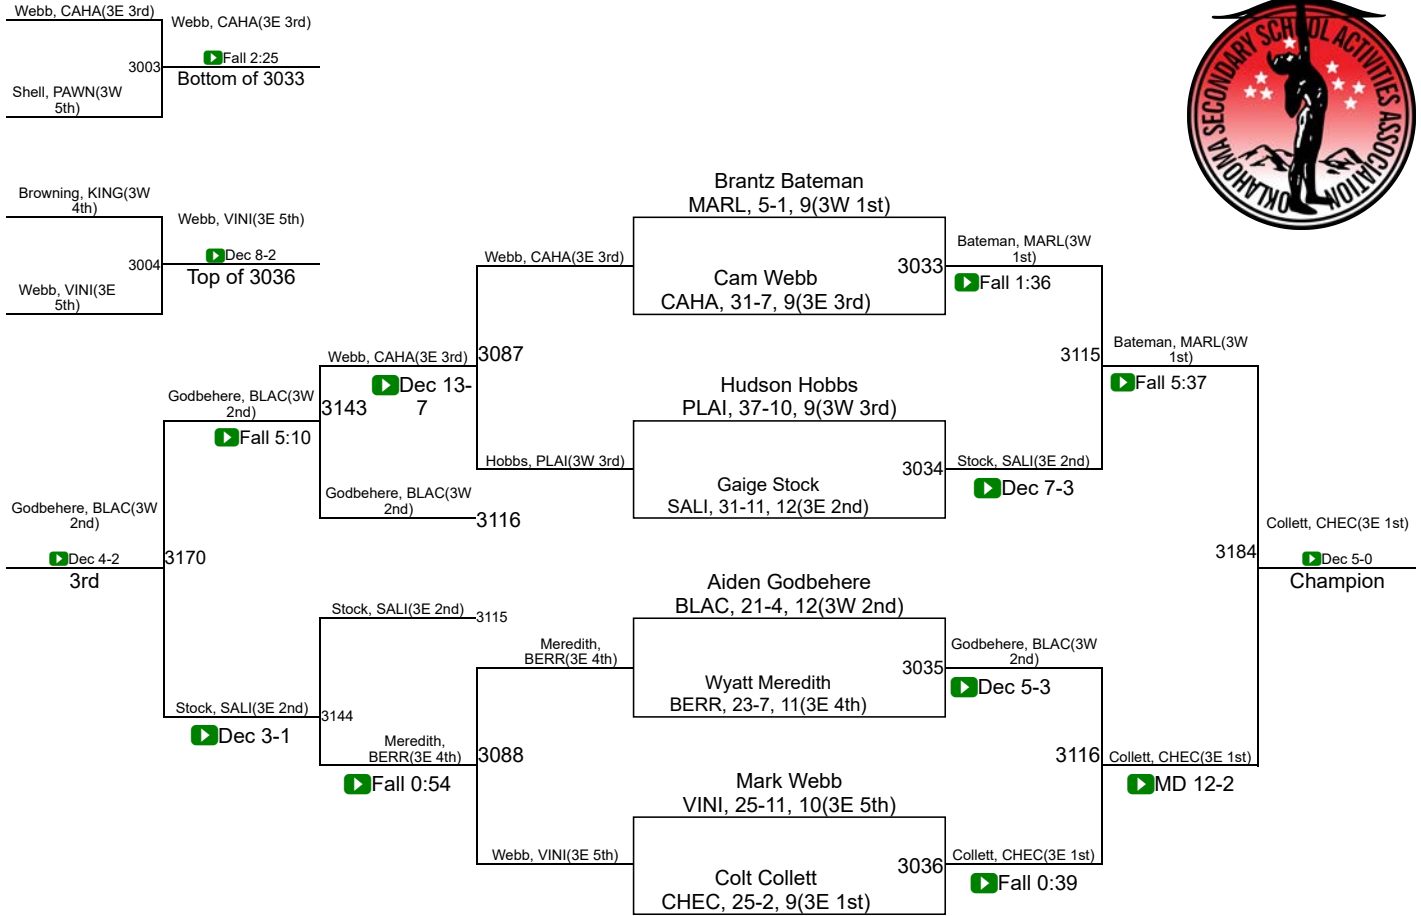 Webb, CAHA(3E 3rd)
Webb, CAHA(3E 3rd)
Fall 2:25
3003
Bottom of 3033
Shell, PAWN(3W
5th)
Browning, KING(3W
4th)
Webb, VINI(3E 5th)
Dec 8-2
3004
Top of 3036
Webb, VINI(3E
5th)
OKLAHOMA SECONDARY SCHOOL ACTIVITIES ASSOCIATION
Brantz Bateman
MARL, 5-1, 9(3W 1st)
Webb, CAHA(3E 3rd)
3033
Cam Webb
CAHA, 31-7, 9(3E 3rd)
Bateman, MARL(3W
1st)
Fall 1:36
Webb, CAHA(3E 3rd)
3087
Dec 13-
7
3115
Bateman, MARL(3W
1st)
Fall 5:37
Godbehere, BLAC(3W
2nd)
3143
Fall 5:10
Hudson Hobbs
PLAI, 37-10, 9(3W 3rd)
Hobbs, PLAI(3W 3rd)
3034
Stock, SALI(3E 2nd)
Dec 7-3
Gaige Stock
SALI, 31-11, 12(3E 2nd)
Godbehere, BLAC(3W
2nd)
3116
Godbehere, BLAC(3W
2nd)
Dec 4-2
3170
3rd
3184
Collett, CHEC(3E 1st)
Dec 5-0
Champion
Aiden Godbehere
BLAC, 21-4, 12(3W 2nd)
Stock, SALI(3E 2nd)
3115
Meredith,
BERR(3E 4th)
3035
Godbehere, BLAC(3W
2nd)
Dec 5-3
Wyatt Meredith
BERR, 23-7, 11(3E 4th)
Stock, SALI(3E 2nd)
3144
Dec 3-1
Meredith,
BERR(3E 4th)
3088
Fall 0:54
3116
Collett, CHEC(3E 1st)
MD 12-2
Mark Webb
VINI, 25-11, 10(3E 5th)
Webb, VINI(3E 5th)
3036
Collett, CHEC(3E 1st)
Fall 0:39
Colt Collett
CHEC, 25-2, 9(3E 1st)